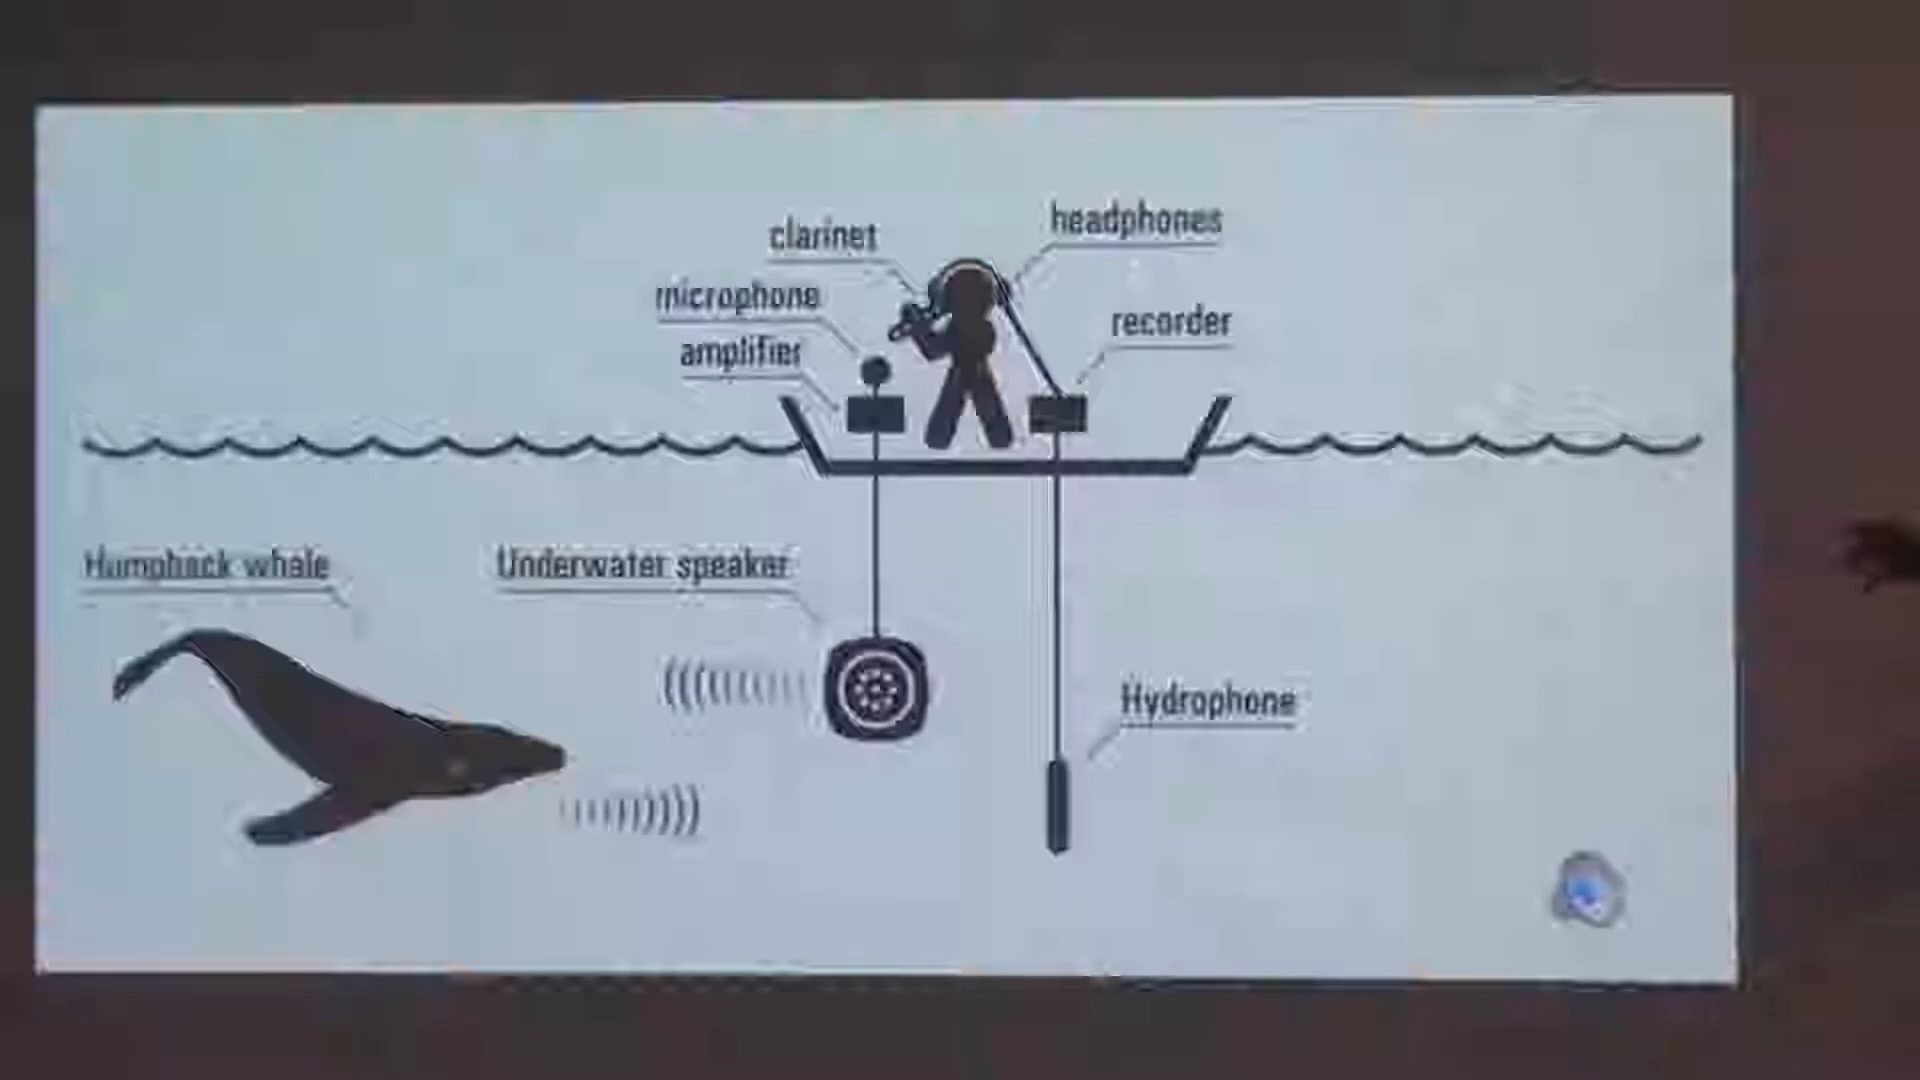 clarinet
headphones
microphone
recorder
amplifier
Humpback whale
Underwater speaker
Hydrophone